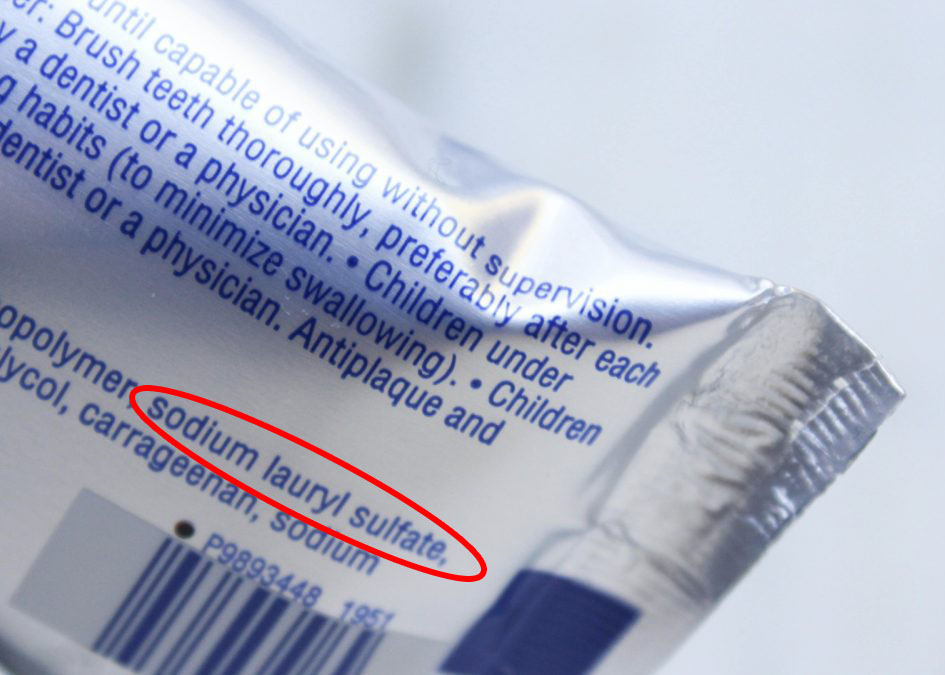 until capable of using without supervision.
er: Brush teeth thoroughly, preferably after each
y a dentist or a physician. • Children under
g habits (to minimize swallowing). • Children
dentist or a physician. Antiplaque and
opolymer, sodium lauryl sulfate,
lycol, carrageenan, sodium
P9893448 1951